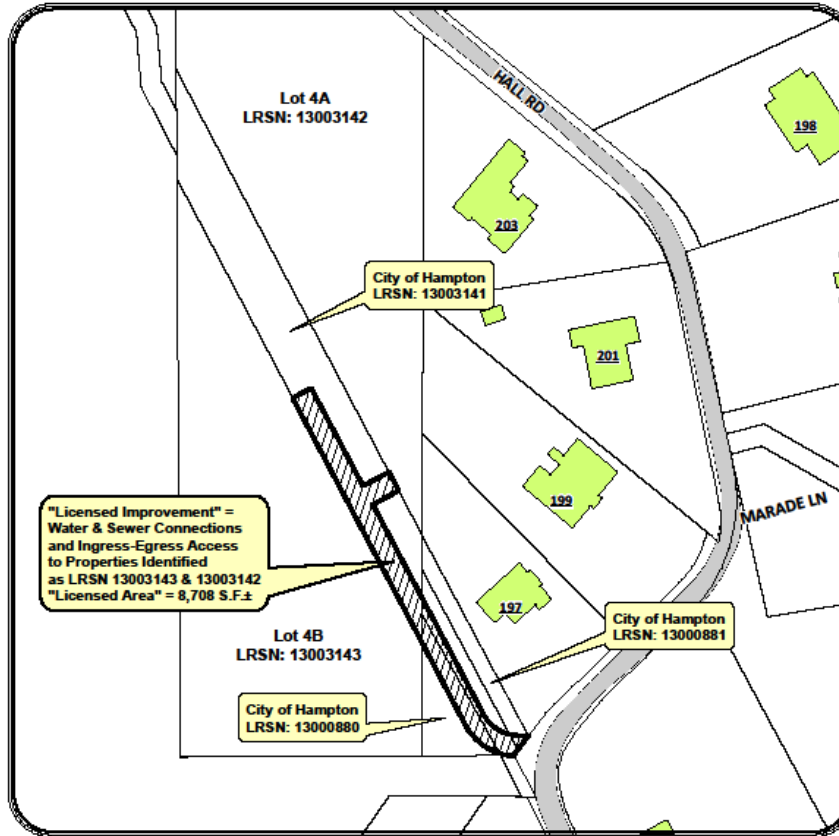 HALL RD
Lot 4A
LRSN: 13003142
198
203
City of Hampton
LRSN: 13003141
201
199
MARADE LN
"Licensed Improvement" =
Water & Sewer Connections
and Ingress-Egress Access
to Properties Identified
as LRSN 13003143 & 13003142
"Licensed Area" = 8,708 S.F.±
197
City of Hampton
LRSN: 13000881
Lot 4B
LRSN: 13003143
City of Hampton
LRSN: 13000880